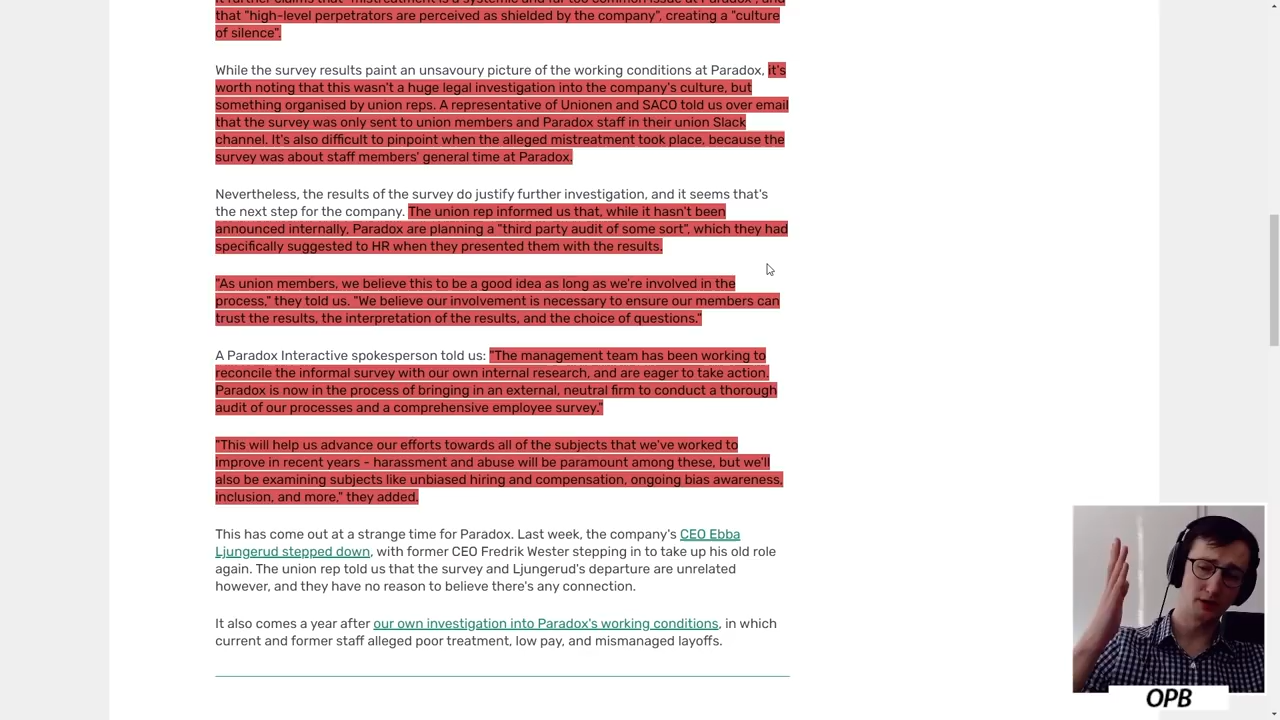 It further claims that "mistreatment is a systemic and far too common issue at Paradox", and
that "high-level perpetrators are perceived as shielded by the company", creating a "culture
of silence".
While the survey results paint an unsavoury picture of the working conditions at Paradox, it's
worth noting that this wasn't a huge legal investigation into the company's culture, but
something organised by union reps. A representative of Unionen and SACO told us over email
that the survey was only sent to union members and Paradox staff in their union Slack
channel. It's also difficult to pinpoint when the alleged mistreatment took place, because the
survey was about staff members' general time at Paradox.
Nevertheless, the results of the survey do justify further investigation, and it seems that's
the next step for the company. The union rep informed us that, while it hasn't been
announced internally, Paradox are planning a "third party audit of some sort", which they had
specifically suggested to HR when they presented them with the results.
"As union members, we believe this to be a good idea as long as we're involved in the
process," they told us. "We believe our involvement is necessary to ensure our members can
trust the results, the interpretation of the results, and the choice of questions."
A Paradox Interactive spokesperson told us: "The management team has been working to
reconcile the informal survey with our own internal research, and are eager to take action.
Paradox is now in the process of bringing in an external, neutral firm to conduct a thorough
audit of our processes and a comprehensive employee survey."
"This will help us advance our efforts towards all of the subjects that we've worked to
improve in recent years - harassment and abuse will be paramount among these, but we'll
also be examining subjects like unbiased hiring and compensation, ongoing bias awareness,
inclusion, and more," they added.
This has come out at a strange time for Paradox. Last week, the company's CEO Ebba
Ljungerud stepped down, with former CEO Fredrik Wester stepping in to take up his old role
again. The union rep told us that the survey and Ljungerud's departure are unrelated
however, and they have no reason to believe there's any connection.
It also comes a year after our own investigation into Paradox's working conditions, in which
current and former staff alleged poor treatment, low pay, and mismanaged layoffs.
OPB